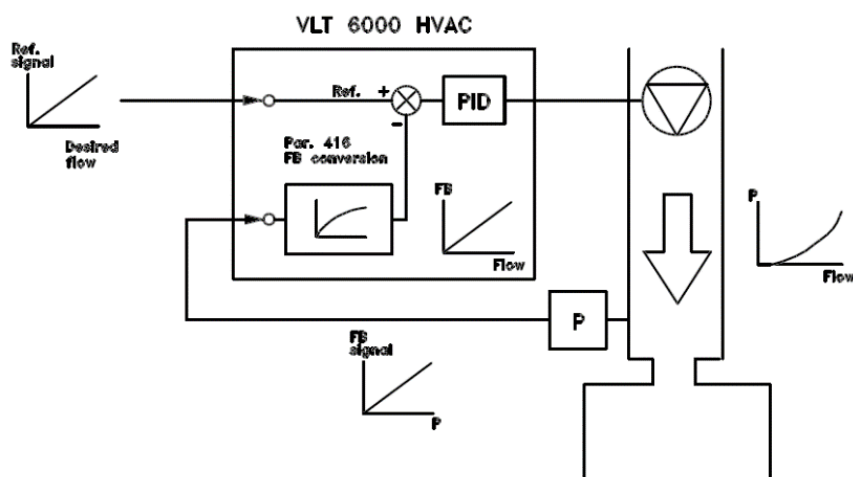 VLT 6000 HVAC
Ref.
signal
Desired
flow
Ref.
+
-
PID
Par. 416
FB conversion
FB
Flow
P
Flow
P
FB
signal
P